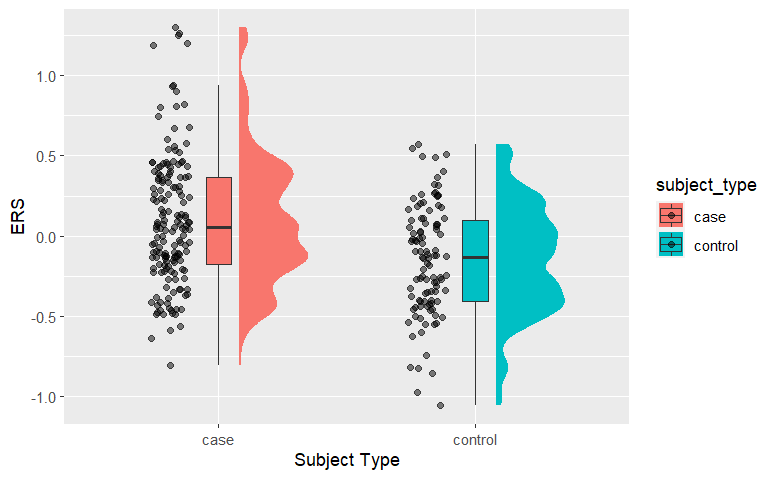 ERS
1.0
0.5
0.0
-0.5
-1.0
case
control
Subject Type
subject_type
case
control